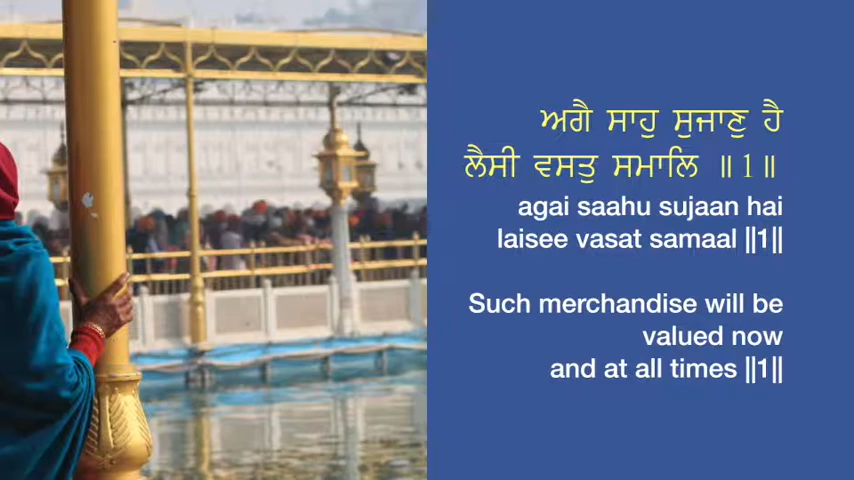 ਅਗੈ ਸਾਹੁ ਸੁਜਾਣੁ ਹੈ
ਲੈਸੀ ਵਸਤੁ ਸਮਾਲਿ ॥1॥
agai saahu sujaan hai
laisee vasat samaal ||1||
Such merchandise will be
valued now
and at all times ||1||